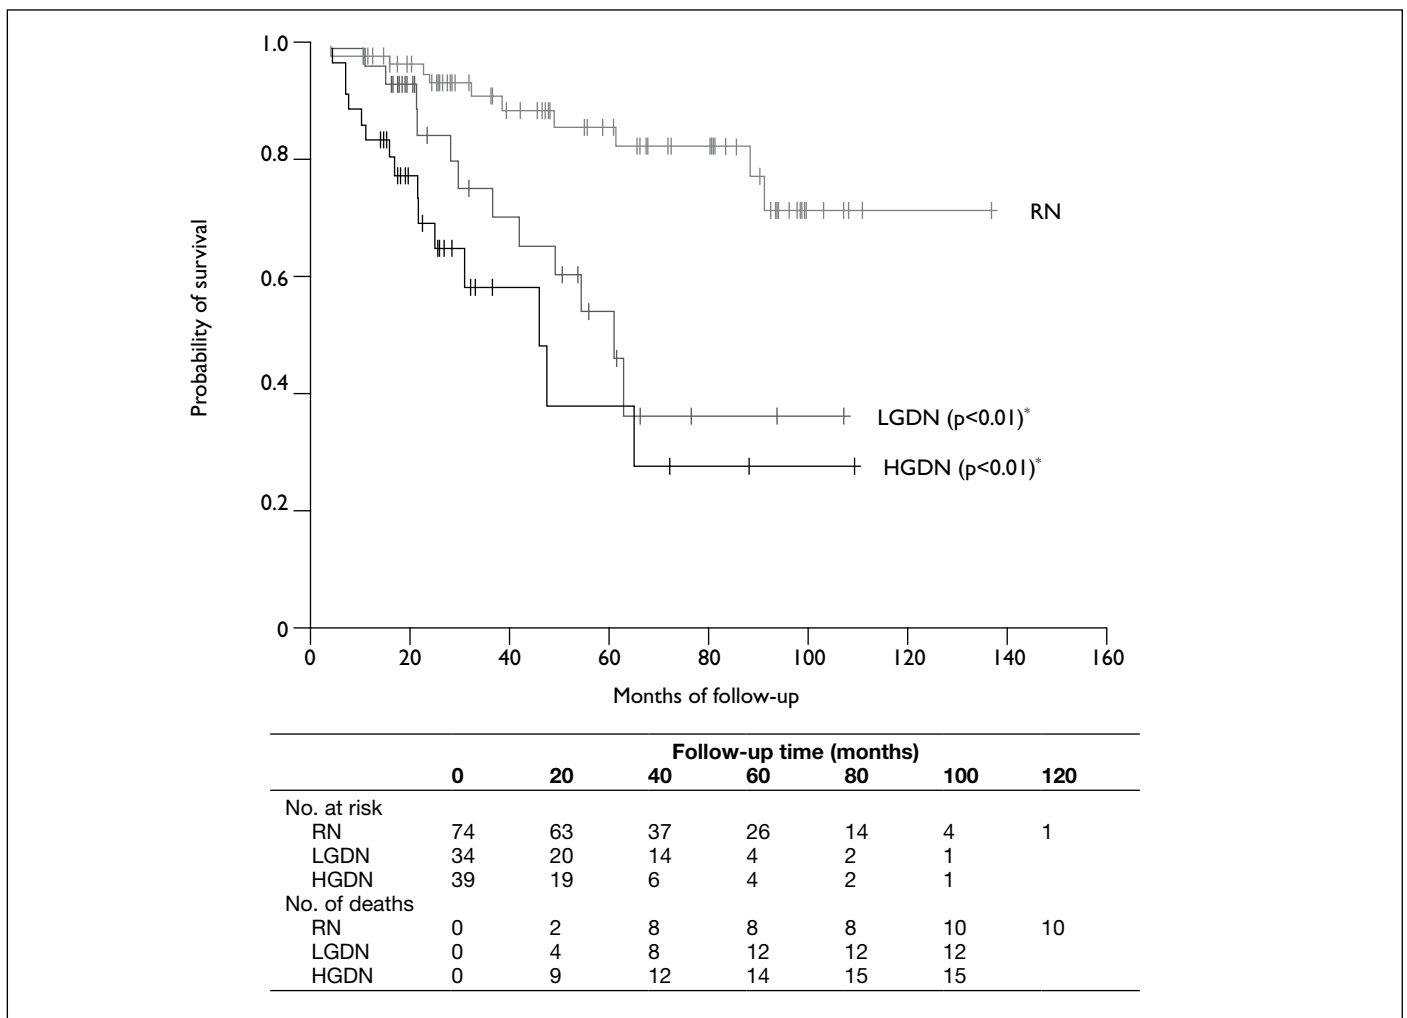 1.0
0.8
0.6
0.4
0.2
0
Probability of survival
RN
LGDN (p<0.01)*
HGDN (p<0.01)*
0 20 40 60 80 100 120 140 160
Months of follow-up
Follow-up time (months)
0 20 40 60 80 100 120
No. at risk
RN 74 63 37 26 14 4 1
LGDN 34 20 14 4 2 1
HGDN 39 19 6 4 2 1
No. of deaths
RN 0 2 8 8 8 10 10
LGDN 0 4 8 12 12 12
HGDN 0 9 12 14 15 15